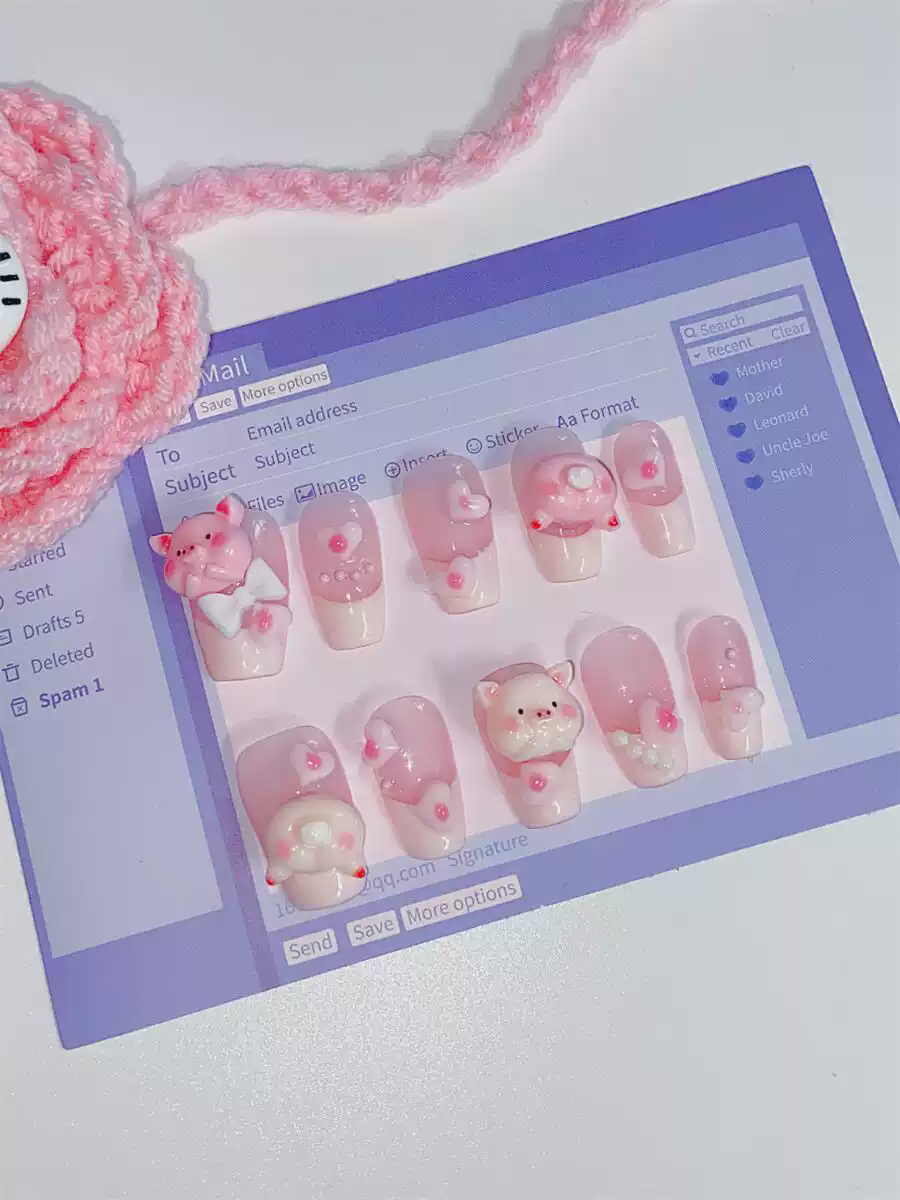 Mail
Save More options
To Email address
Subject Subject
Files Image Insert Sticker Aa Format
Search
Recent Clear
Mother
David
Leonard
Uncle Joe
Sherly
Starred
Sent
Drafts 5
Deleted
Spam 1
qq.com Signature
Send Save More options